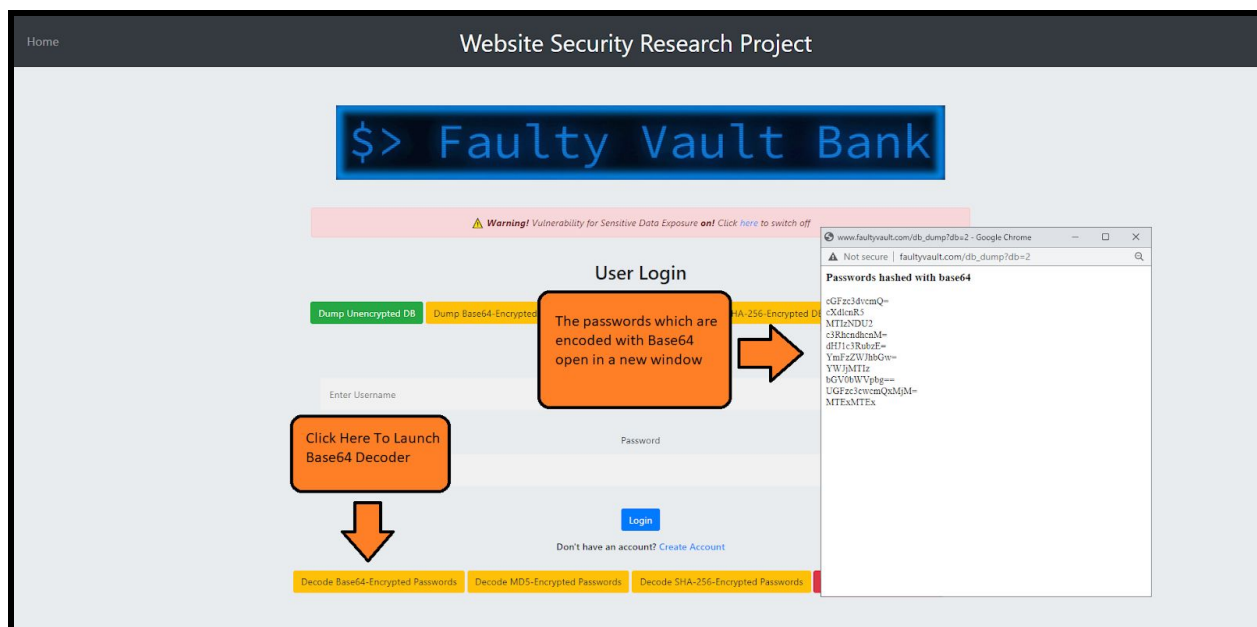 Home
Website Security Research Project
$> Faulty Vault Bank
⚠ Warning! Vulnerability for Sensitive Data Exposure on! Click here to switch off
User Login
Dump Unencrypted DB
Dump Base64-Encrypted
HA-256-Encrypted
The passwords which are
encoded with Base64
open in a new window
Enter Username
Password
Click Here To Launch
Base64 Decoder
Login
Don't have an account? Create Account
Decode Base64-Encrypted Passwords
Decode MD5-Encrypted Passwords
Decode SHA-256-Encrypted Passwords
www.faultyvault.com/db_dump?db=2 - Google Chrome
Not secure | faultyvault.com/db_dump?db=2
Passwords hashed with base64
cGFzc3dvcmQ=
cXdlcnR5
MTIzNDU2
c3RhcndhcnM=
dHJ1c3RubzE=
YmFzZWJhbGw=
YWJjMTIz
bGV0bWVpbg==
UGFzc3cwcmQxMjM=
MTExMTEx